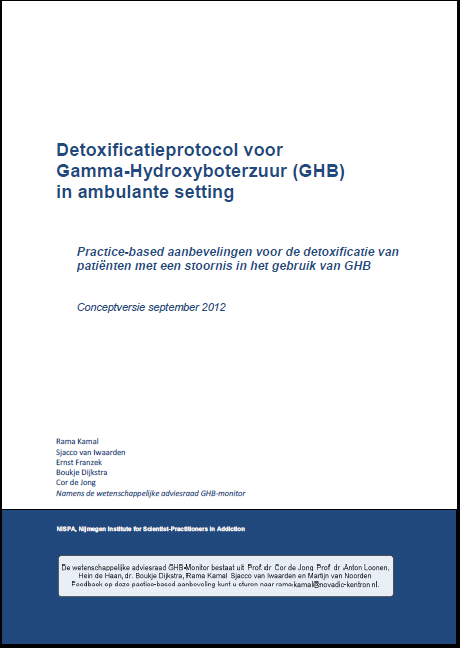 Detoxificatieprotocol voor
Gamma-Hydroxyboterzuur (GHB)
in ambulante setting
Practice-based aanbevelingen voor de detoxificatie van
patiënten met een stoornis in het gebruik van GHB
Conceptversie september 2012
Rama Kamal
Sjacco van Iwaarden
Ernst Franzek
Boukje Dijkstra
Cor de Jong
Namens de wetenschappelijke adviesraad GHB-monitor
NISPA, Nijmegen Institute for Scientist-Practitioners in Addiction
De wetenschappelijke adviesraad GHB-Monitor bestaat uit Prof. dr. Cor de Jong, Prof. dr. Anton Loonen,
Hein de Haan, dr. Boukje Dijkstra, Rama Kamal, Sjacco van Iwaarden en Martijn van Noorden
Feedback op deze pactice-based aanbeveling kunt u sturen naar rama.kamal@novadic-kentron.nl.